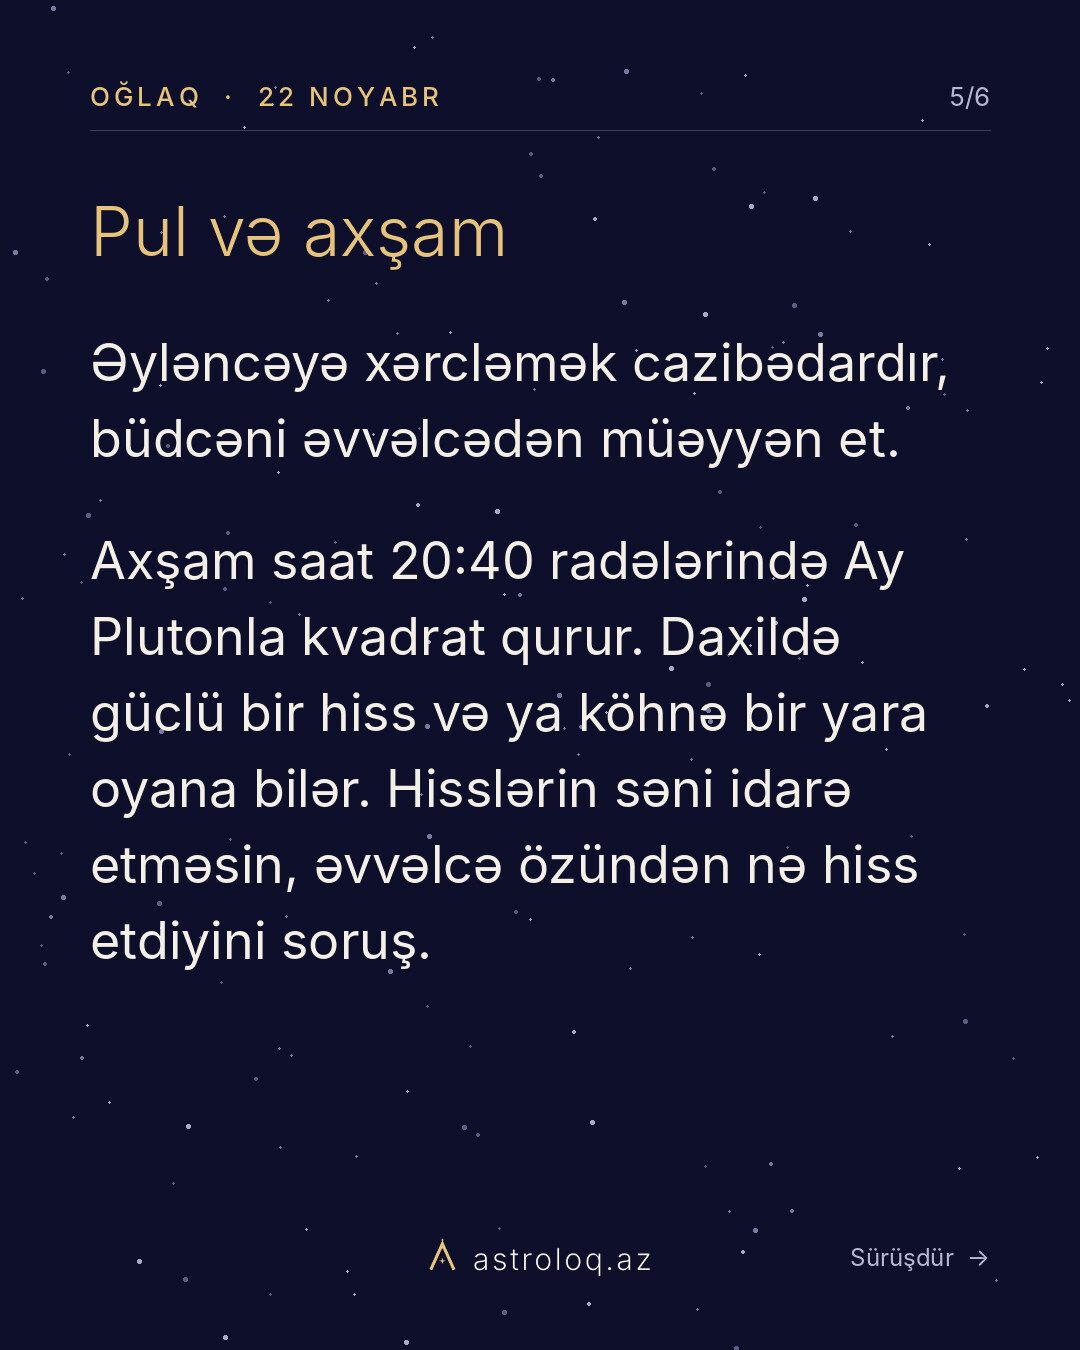 OĞLAQ · 22 NOYABR
5/6
Pul və axşam
Əyləncəyə xərcləmək cazibədardır,
büdcəni əvvəlcədən müəyyən et.
Axşam saat 20:40 radələrində Ay
Plutonla kvadrat qurur. Daxildə
güclü bir hiss və ya köhnə bir yara
oyana bilər. Hisslərin səni idarə
etməsin, əvvəlcə özündən nə hiss
etdiyini soruş.
astroloq.az
Sürüşdür →